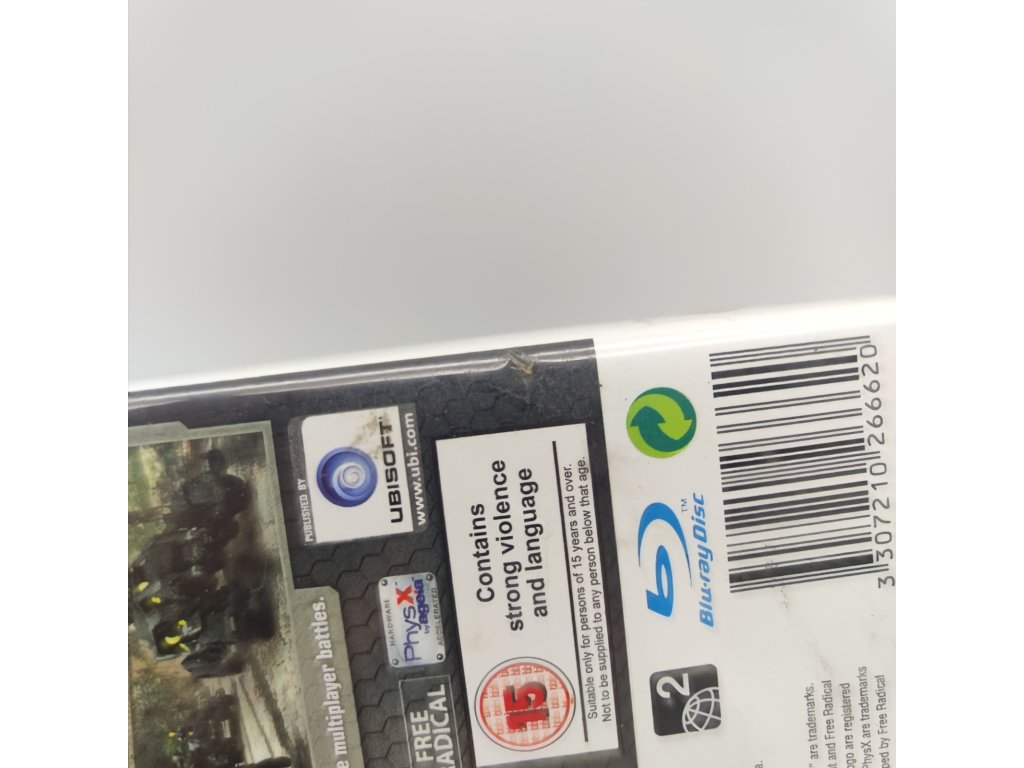 e multiplayer battles.
PUBLISHED BY
UBISOFT
www.ubi.com
HARDWARE
PhysX
by ageia
ACCELERATED
FREE
RADICAL
Contains
strong violence
and language
15
Suitable only for persons of 15 years and over.
Not to be supplied to any person below that age.
Blu-ray Disc
TM
2
3 307210 266620
" are trademarks.
t and Free Radical
ogo are registered
hysX are trademarks
ped by Free Radical
a.